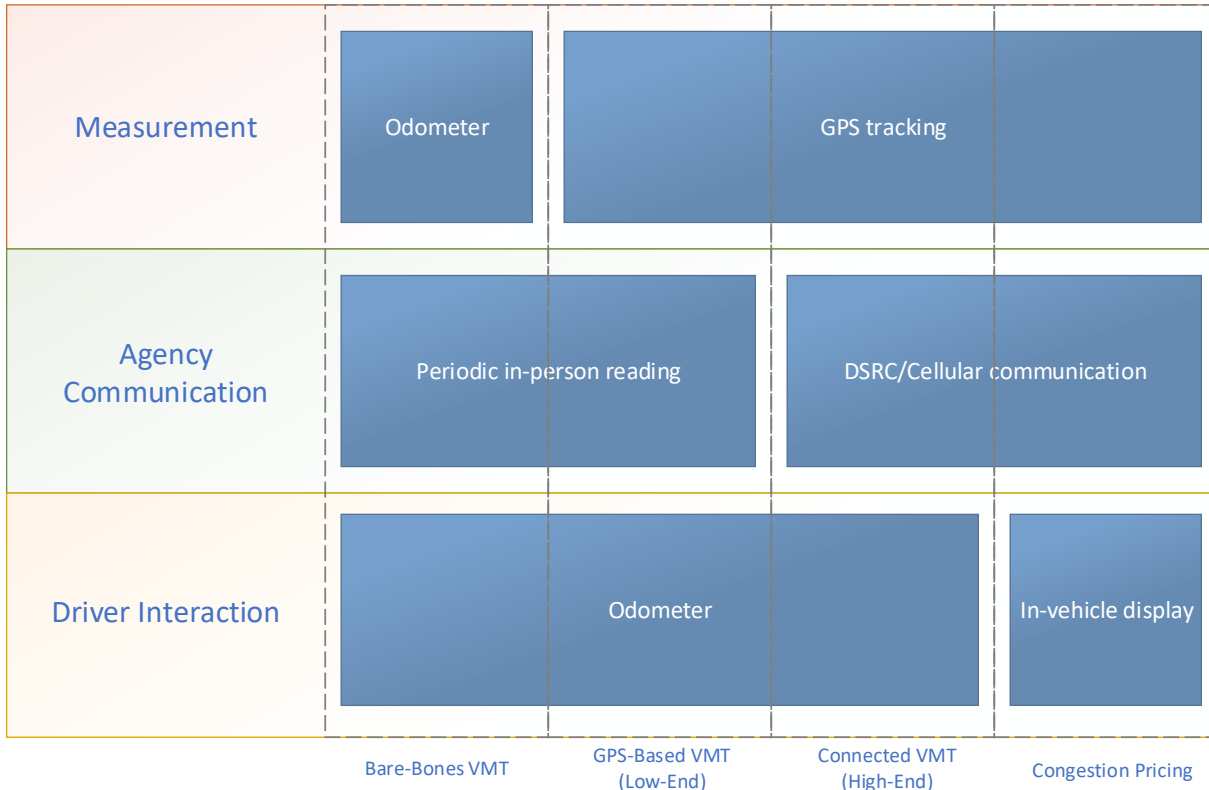 Measurement
Odometer
GPS tracking
Agency
Communication
Periodic in-person reading
DSRC/Cellular communication
Driver Interaction
Odometer
In-vehicle display
Bare-Bones VMT
GPS-Based VMT
(Low-End)
Connected VMT
(High-End)
Congestion Pricing